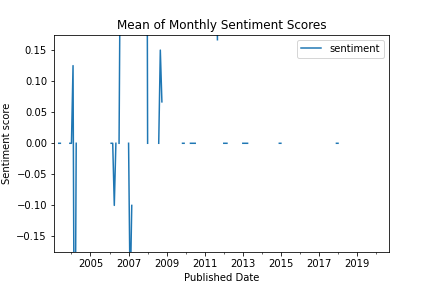 Mean of Monthly Sentiment Scores
sentiment
Sentiment score
0.15
0.10
0.05
0.00
−0.05
−0.10
−0.15
2005 2007 2009 2011 2013 2015 2017 2019
Published Date